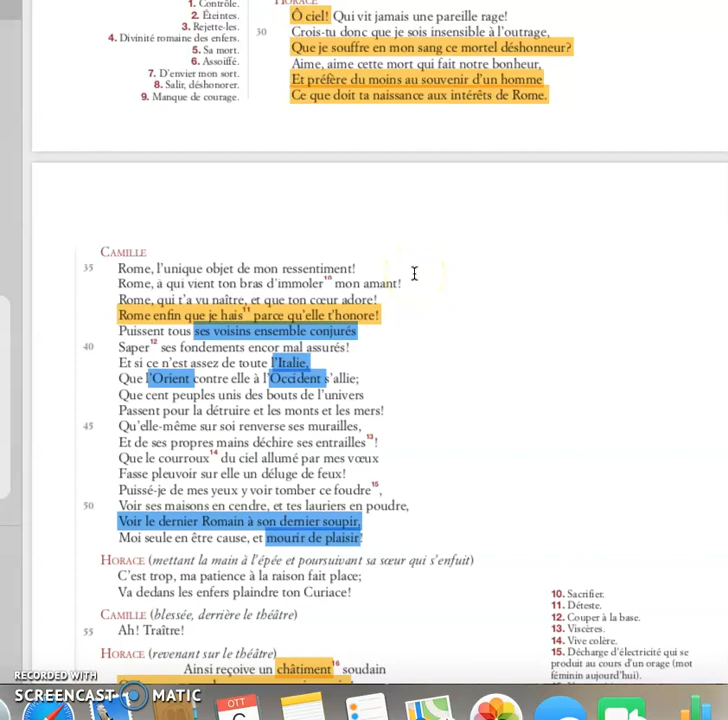 1. Contrôle.
2. Éteintes.
3. Rejette-les.
4. Divinité romaine des enfers.
5. Sa mort.
6. Assoiffé.
7. D'envier mon sort.
8. Salir, déshonorer.
9. Manque de courage.
HORACE
Ô ciel! Qui vit jamais une pareille rage!
30 Crois-tu donc que je sois insensible à l'outrage,
Que je souffre en mon sang ce mortel déshonneur?
Aime, aime cette mort qui fait notre bonheur,
Et préfère du moins au souvenir d'un homme
Ce que doit ta naissance aux intérêts de Rome.
CAMILLE
35 Rome, l'unique objet de mon ressentiment!
Rome, à qui vient ton bras d'immoler10 mon amant!
Rome, qui t'a vu naître, et que ton cœur adore!
Rome enfin que je hais11 parce qu'elle t'honore!
Puissent tous ses voisins ensemble conjurés
40 Saper12 ses fondements encor mal assurés!
Et si ce n'est assez de toute l'Italie,
Que l'Orient contre elle à l'Occident s'allie;
Que cent peuples unis des bouts de l'univers
Passent pour la détruire et les monts et les mers!
45 Qu'elle-même sur soi renverse ses murailles,
Et de ses propres mains déchire ses entrailles13!
Que le courroux14 du ciel allumé par mes vœux
Fasse pleuvoir sur elle un déluge de feux!
Puissé-je de mes yeux y voir tomber ce foudre15,
50 Voir ses maisons en cendre, et tes lauriers en poudre,
Voir le dernier Romain à son dernier soupir,
Moi seule en être cause, et mourir de plaisir!
HORACE (mettant la main à l'épée et poursuivant sa sœur qui s'enfuit)
C'est trop, ma patience à la raison fait place;
Va dedans les enfers plaindre ton Curiace!
CAMILLE (blessée, derrière le théâtre)
55 Ah! Traître!
HORACE (revenant sur le théâtre)
Ainsi reçoive un châtiment16 soudain
10. Sacrifier.
11. Déteste.
12. Couper à la base.
13. Viscères.
14. Vive colère.
15. Décharge d'électricité qui se
produit au cours d'un orage (mot
féminin aujourd'hui).
RECORDED WITH
SCREENCAST MATIC
OTT